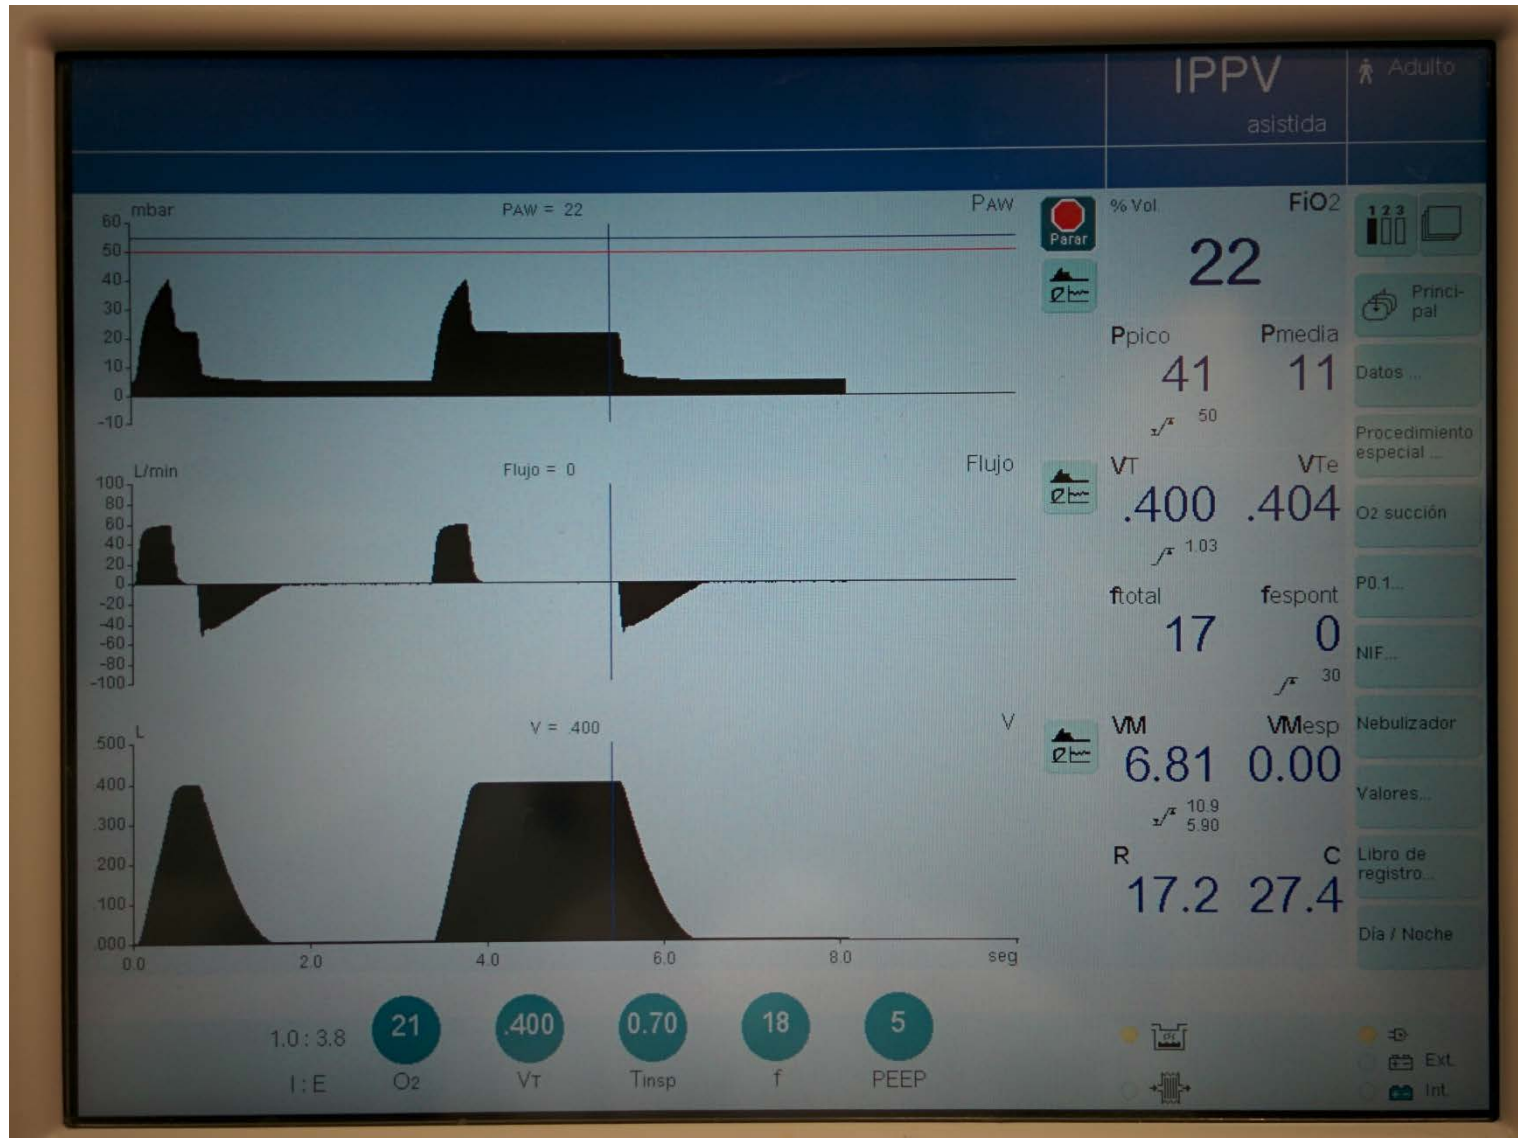 IPPV
asistida
Adulto
mbar
PAW = 22
PAW
60
50
40
30
20
10
0
-10
L/min
Flujo = 0
Flujo
100
80
60
40
20
0
-20
-40
-60
-80
-100
L
V = .400
V
.500
.400
.300
.200
.100
.000
0.0
2.0
4.0
6.0
8.0
seg
Parar
% Vol.
FiO2
22
Ppico
Pmedia
41
11
50
VT
VTe
.400
.404
1.03
ftotal
fespont
17
0
30
VM
VMesp
6.81
0.00
10.9
5.90
R
C
17.2
27.4
1 2 3
Princi-
pal
Datos ...
Procedimiento
especial ...
O2 succión
P0.1...
NIF...
Nebulizador
Valores...
Libro de
registro...
Día / Noche
1.0 : 3.8
I : E
21
O2
.400
VT
0.70
Tinsp
18
f
5
PEEP
Ext.
Int.